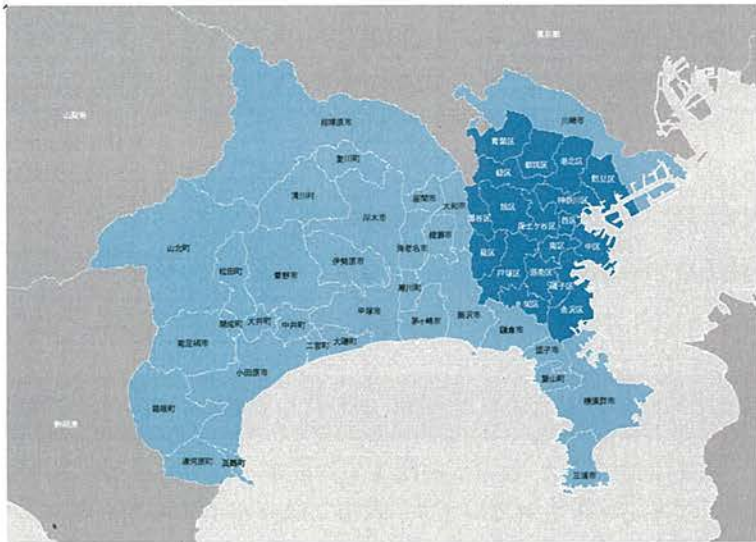 東京都
山梨県
川崎市
相模原市
青葉区
港北区
愛川町
都筑区
緑区
鶴見区
清川村
座間市
大和市
旭区
神奈川区
厚木市
瀬谷区
西区
保土ケ谷区
綾瀬市
山北町
海老名市
南区
中区
伊勢原市
泉区
松田町
秦野市
戸塚区
港南区
磯子区
寒川町
栄区
金沢区
平塚市
藤沢市
茅ヶ崎市
開成町
大井町
中井町
鎌倉市
南足柄市
大磯町
二宮町
逗子市
小田原市
葉山町
横須賀市
箱根町
静岡県
湯河原町
真鶴町
三浦市